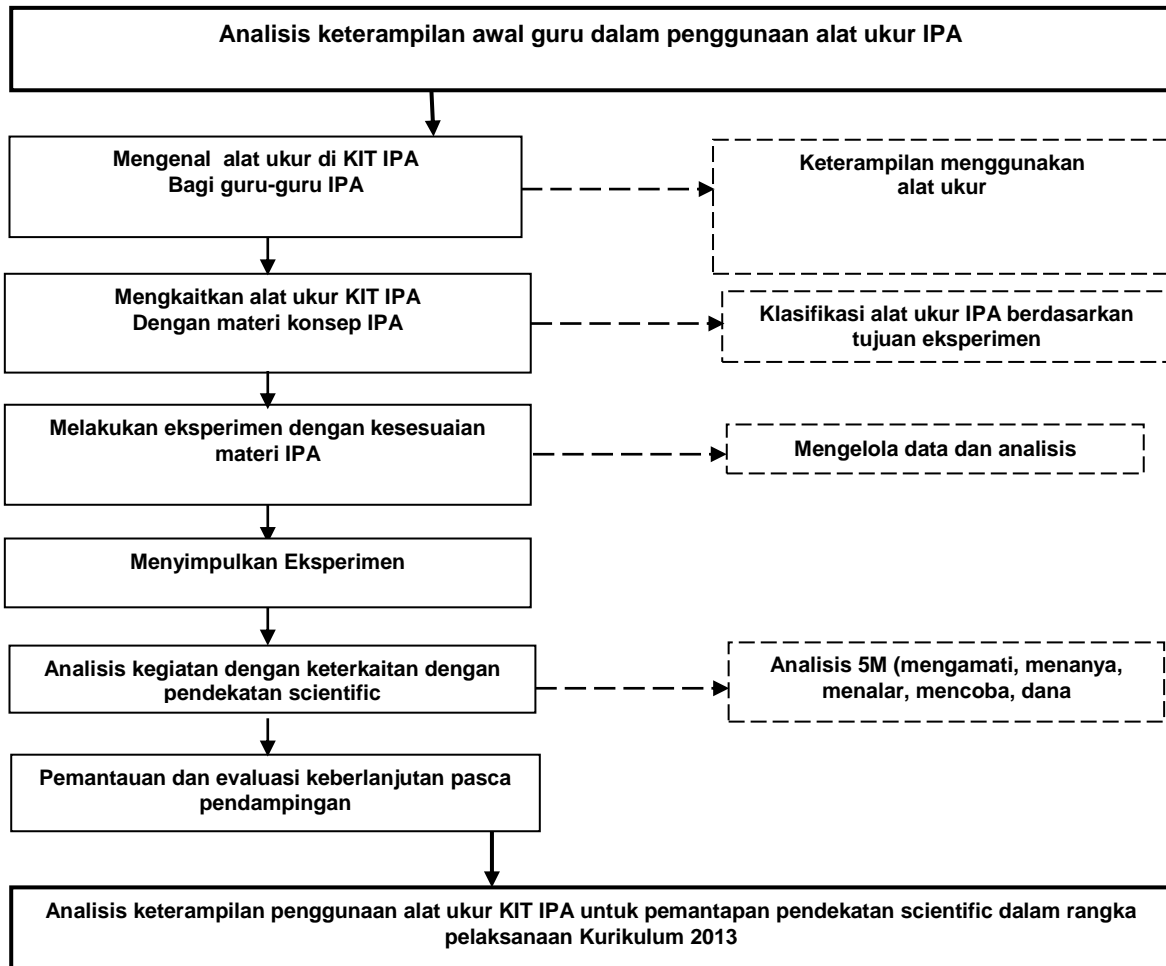 Analisis keterampilan awal guru dalam penggunaan alat ukur IPA
Mengenal alat ukur di KIT IPA
Bagi guru-guru IPA
Keterampilan menggunakan
alat ukur
Mengkaitkan alat ukur KIT IPA
Dengan materi konsep IPA
Klasifikasi alat ukur IPA berdasarkan
tujuan eksperimen
Melakukan eksperimen dengan kesesuaian
materi IPA
Mengelola data dan analisis
Menyimpulkan Eksperimen
Analisis kegiatan dengan keterkaitan dengan
pendekatan scientific
Analisis 5M (mengamati, menanya,
menalar, mencoba, dana
Pemantauan dan evaluasi keberlanjutan pasca
pendampingan
Analisis keterampilan penggunaan alat ukur KIT IPA untuk pemantapan pendekatan scientific dalam rangka
pelaksanaan Kurikulum 2013